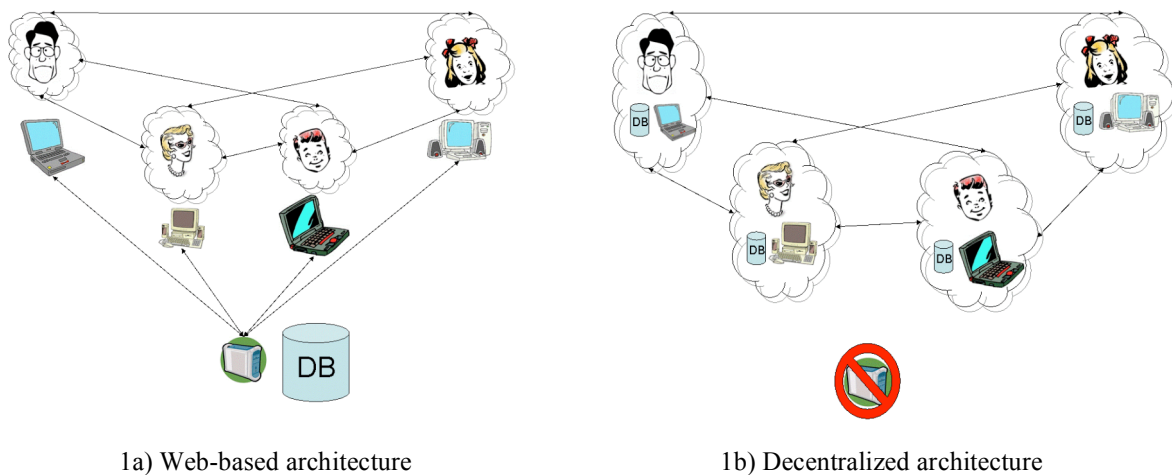 DB
1a) Web-based architecture
DB
DB
DB
DB
1b) Decentralized architecture